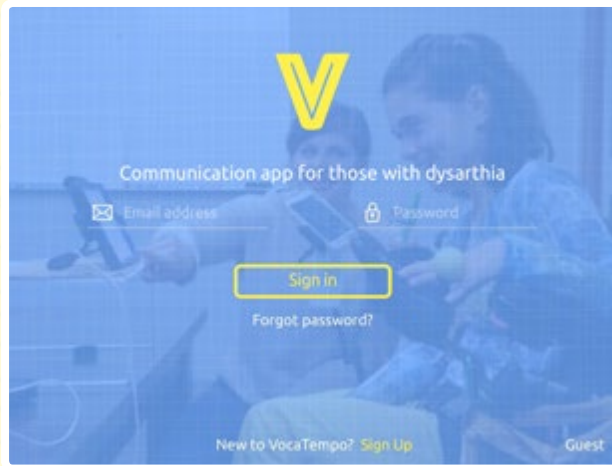 V
Communication app for those with dysarthia
Email address
Password
Sign in
Forgot password?
New to VocaTempo? Sign Up
Guest